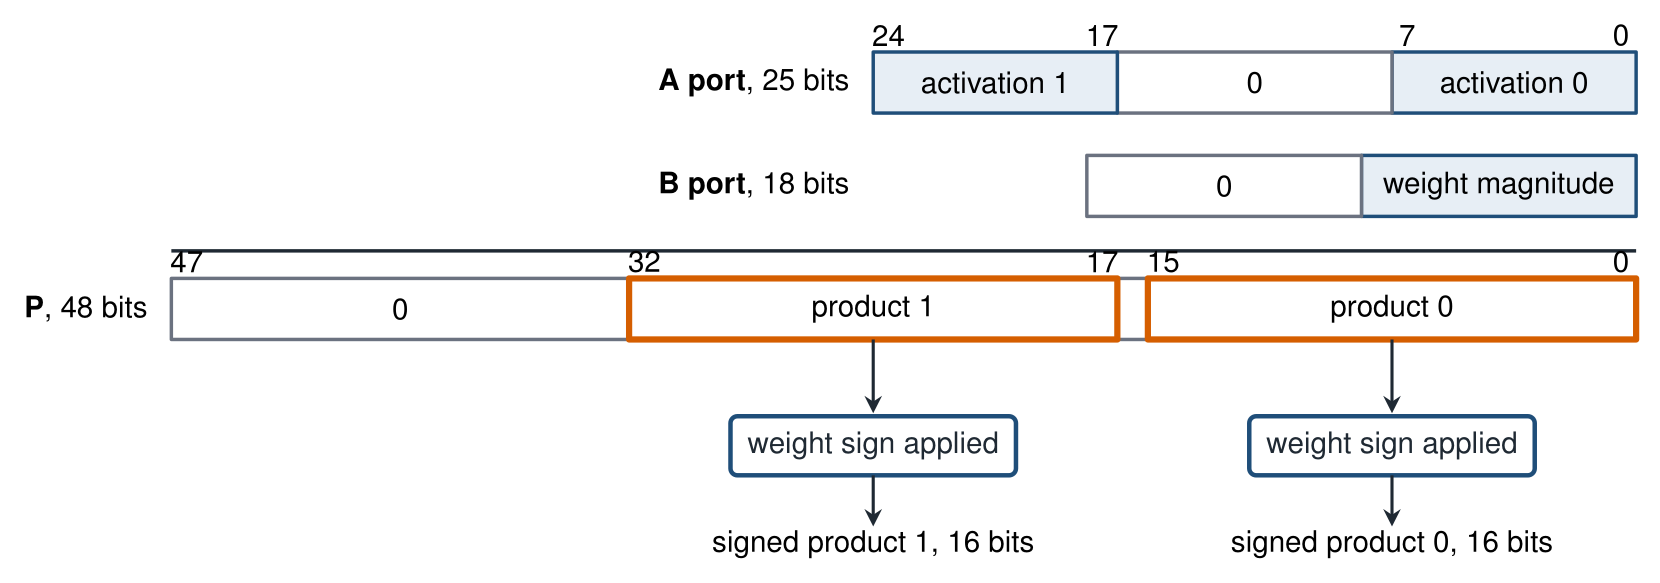 24 17 7 0
A port, 25 bits activation 1 0 activation 0
B port, 18 bits 0 weight magnitude
47 32 17 15 0
P, 48 bits 0 product 1 product 0
weight sign applied weight sign applied
signed product 1, 16 bits signed product 0, 16 bits